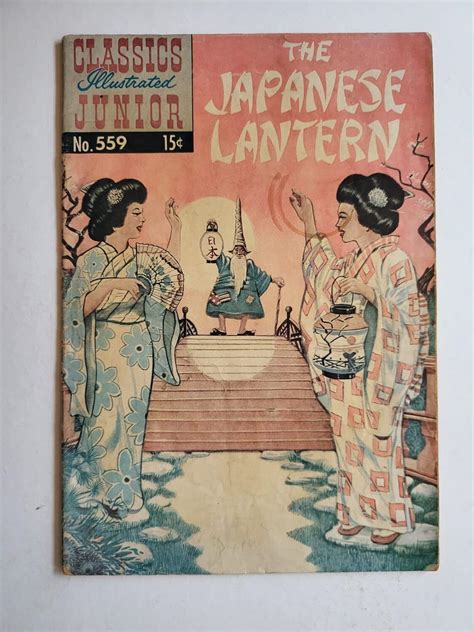 CLASSICS
Illustrated
JUNIOR
No. 559 15¢
THE
JAPANESE
LANTERN
日本